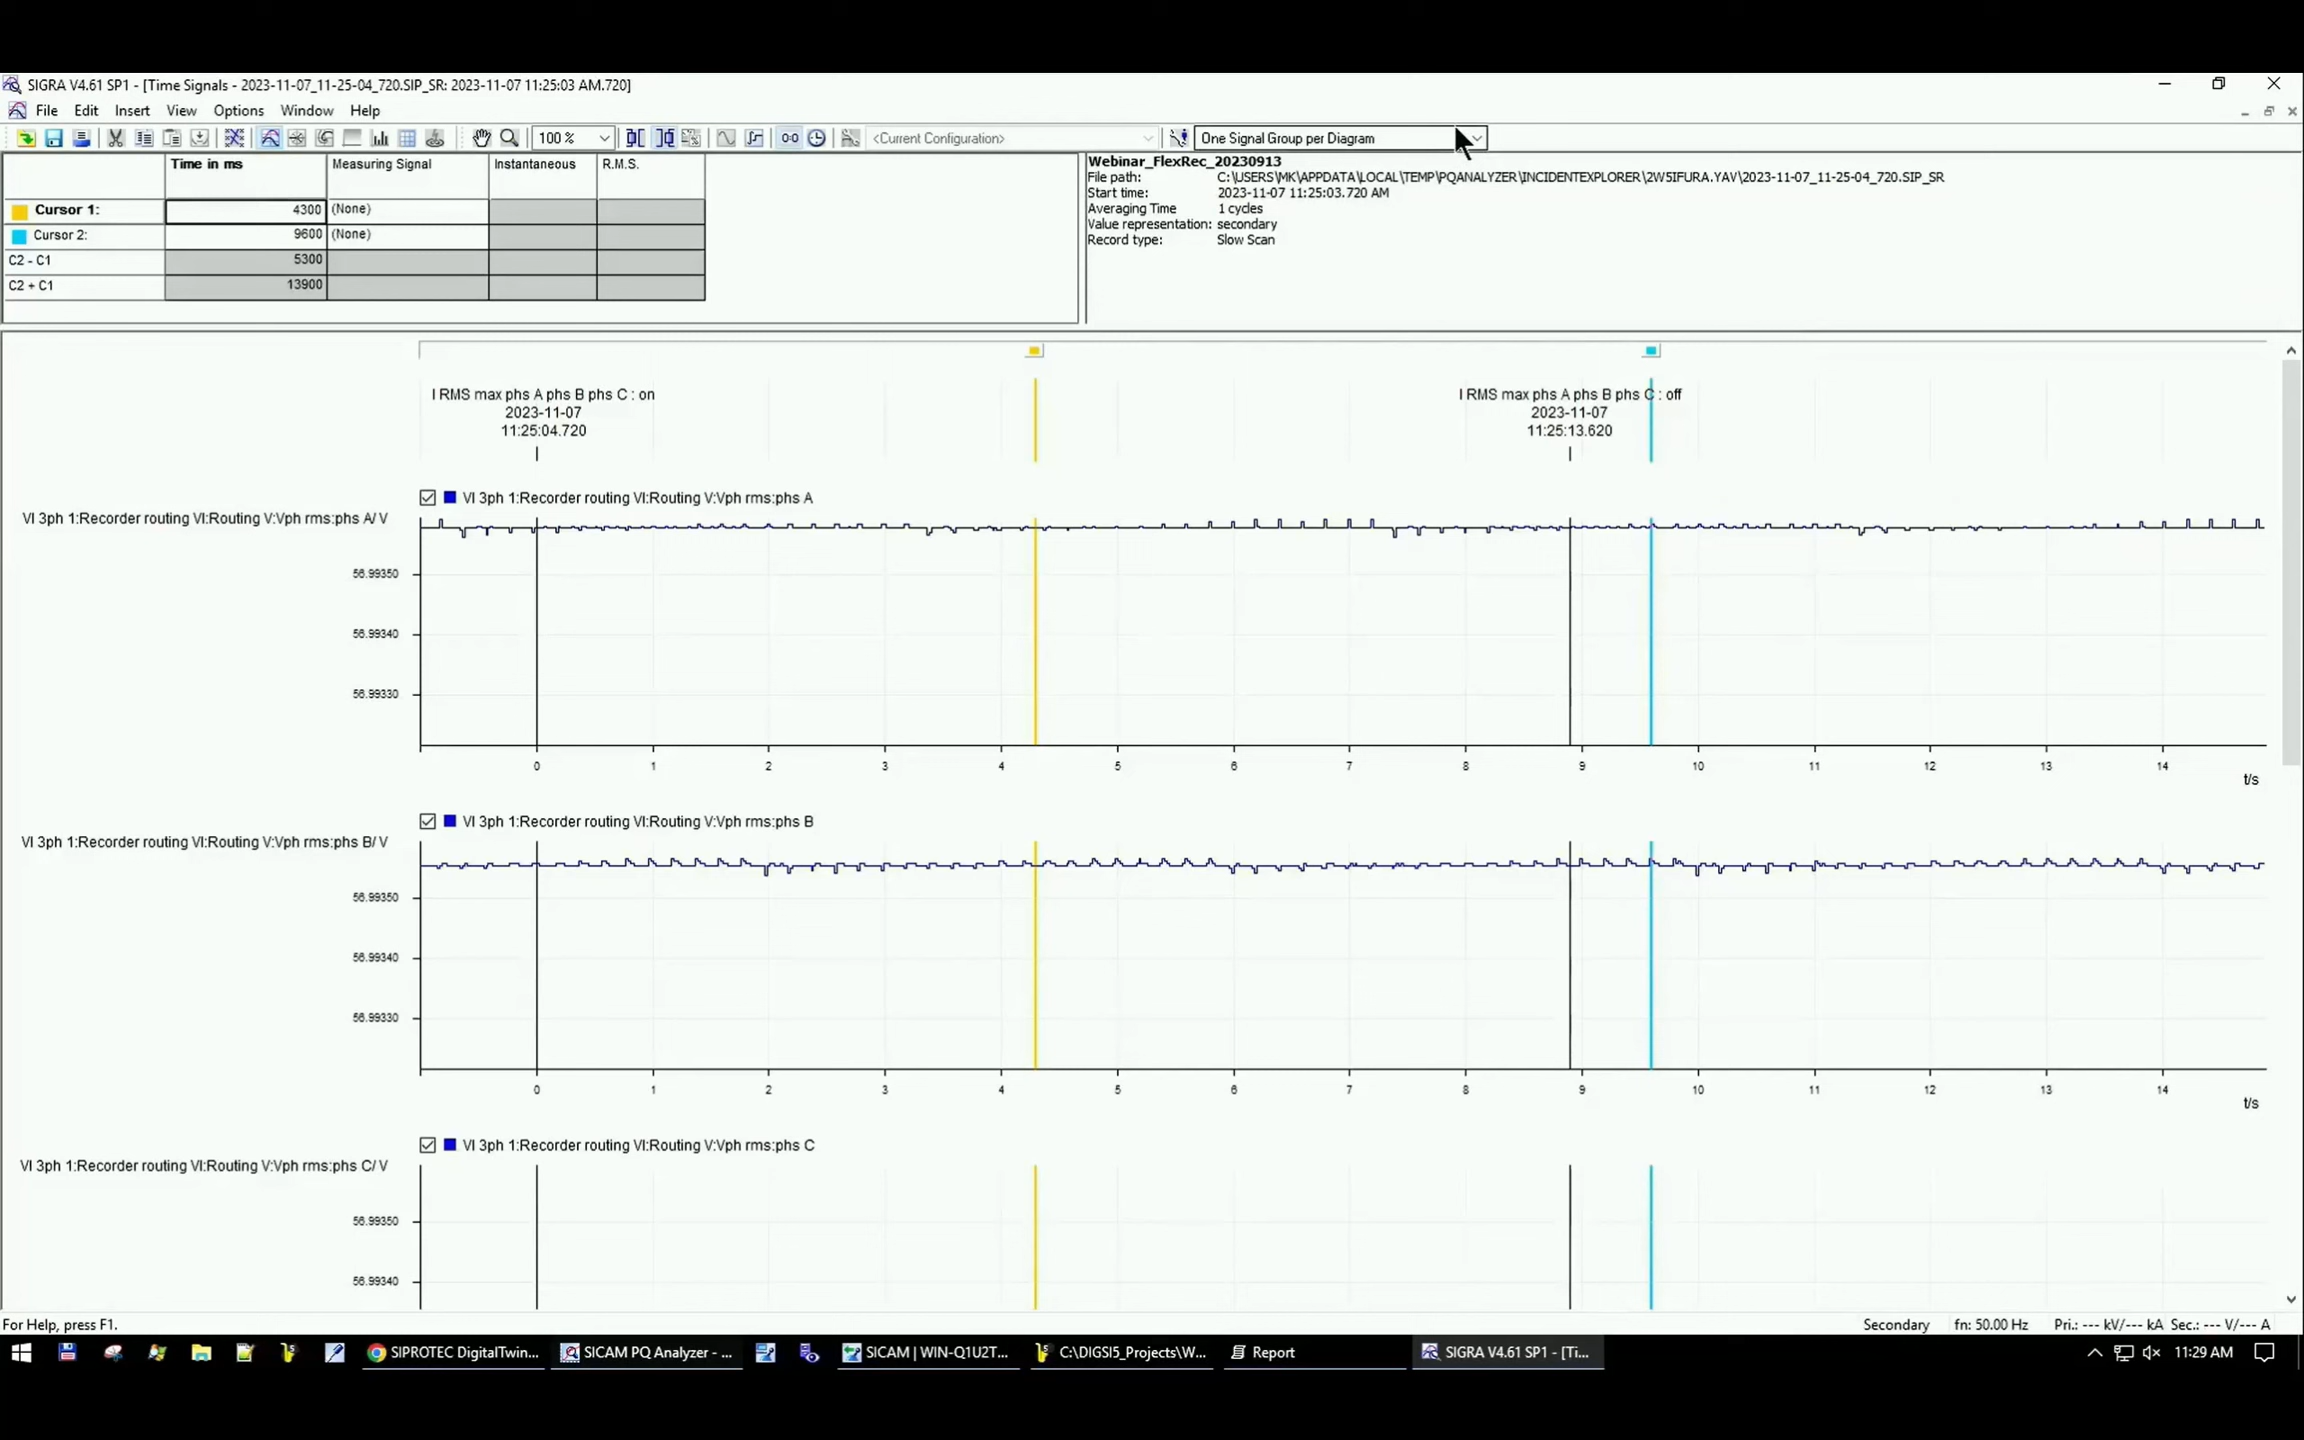 SIGRA V4.61 SP1 - [Time Signals - 2023-11-07_11-25-04_720.SIP_SR: 2023-11-07 11:25:03 AM.720]
File Edit Insert View Options Window Help
100 % <Current Configuration> One Signal Group per Diagram
Time in ms Measuring Signal Instantaneous R.M.S.
Cursor 1: 4300 (None)
Cursor 2: 9600 (None)
C2 - C1 5300
C2 + C1 13900
Webinar_FlexRec_20230913
File path: C:\USERS\MK\APPDATA\LOCAL\TEMP\PQANALYZER\INCIDENTEXPLORER\2W5IFURA.YAV\2023-11-07_11-25-04_720.SIP_SR
Start time: 2023-11-07 11:25:03.720 AM
Averaging Time 1 cycles
Value representation: secondary
Record type: Slow Scan
I RMS max phs A phs B phs C : on
2023-11-07
11:25:04.720
I RMS max phs A phs B phs C : off
2023-11-07
11:25:13.620
VI 3ph 1:Recorder routing VI:Routing V:Vph rms:phs A
VI 3ph 1:Recorder routing VI:Routing V:Vph rms:phs A/ V
56.99350
56.99340
56.99330
0 1 2 3 4 5 6 7 8 9 10 11 12 13 14
t/s
VI 3ph 1:Recorder routing VI:Routing V:Vph rms:phs B
VI 3ph 1:Recorder routing VI:Routing V:Vph rms:phs B/ V
56.99350
56.99340
56.99330
0 1 2 3 4 5 6 7 8 9 10 11 12 13 14
t/s
VI 3ph 1:Recorder routing VI:Routing V:Vph rms:phs C
VI 3ph 1:Recorder routing VI:Routing V:Vph rms:phs C/ V
56.99350
56.99340
For Help, press F1. Secondary fn: 50.00 Hz Pri.: --- kV/--- kA Sec.: --- V/--- A
SIPROTEC DigitalTwin... SICAM PQ Analyzer - ... SICAM | WIN-Q1U2T... C:\DIGSI5_Projects\W... Report SIGRA V4.61 SP1 - [Ti... 11:29 AM